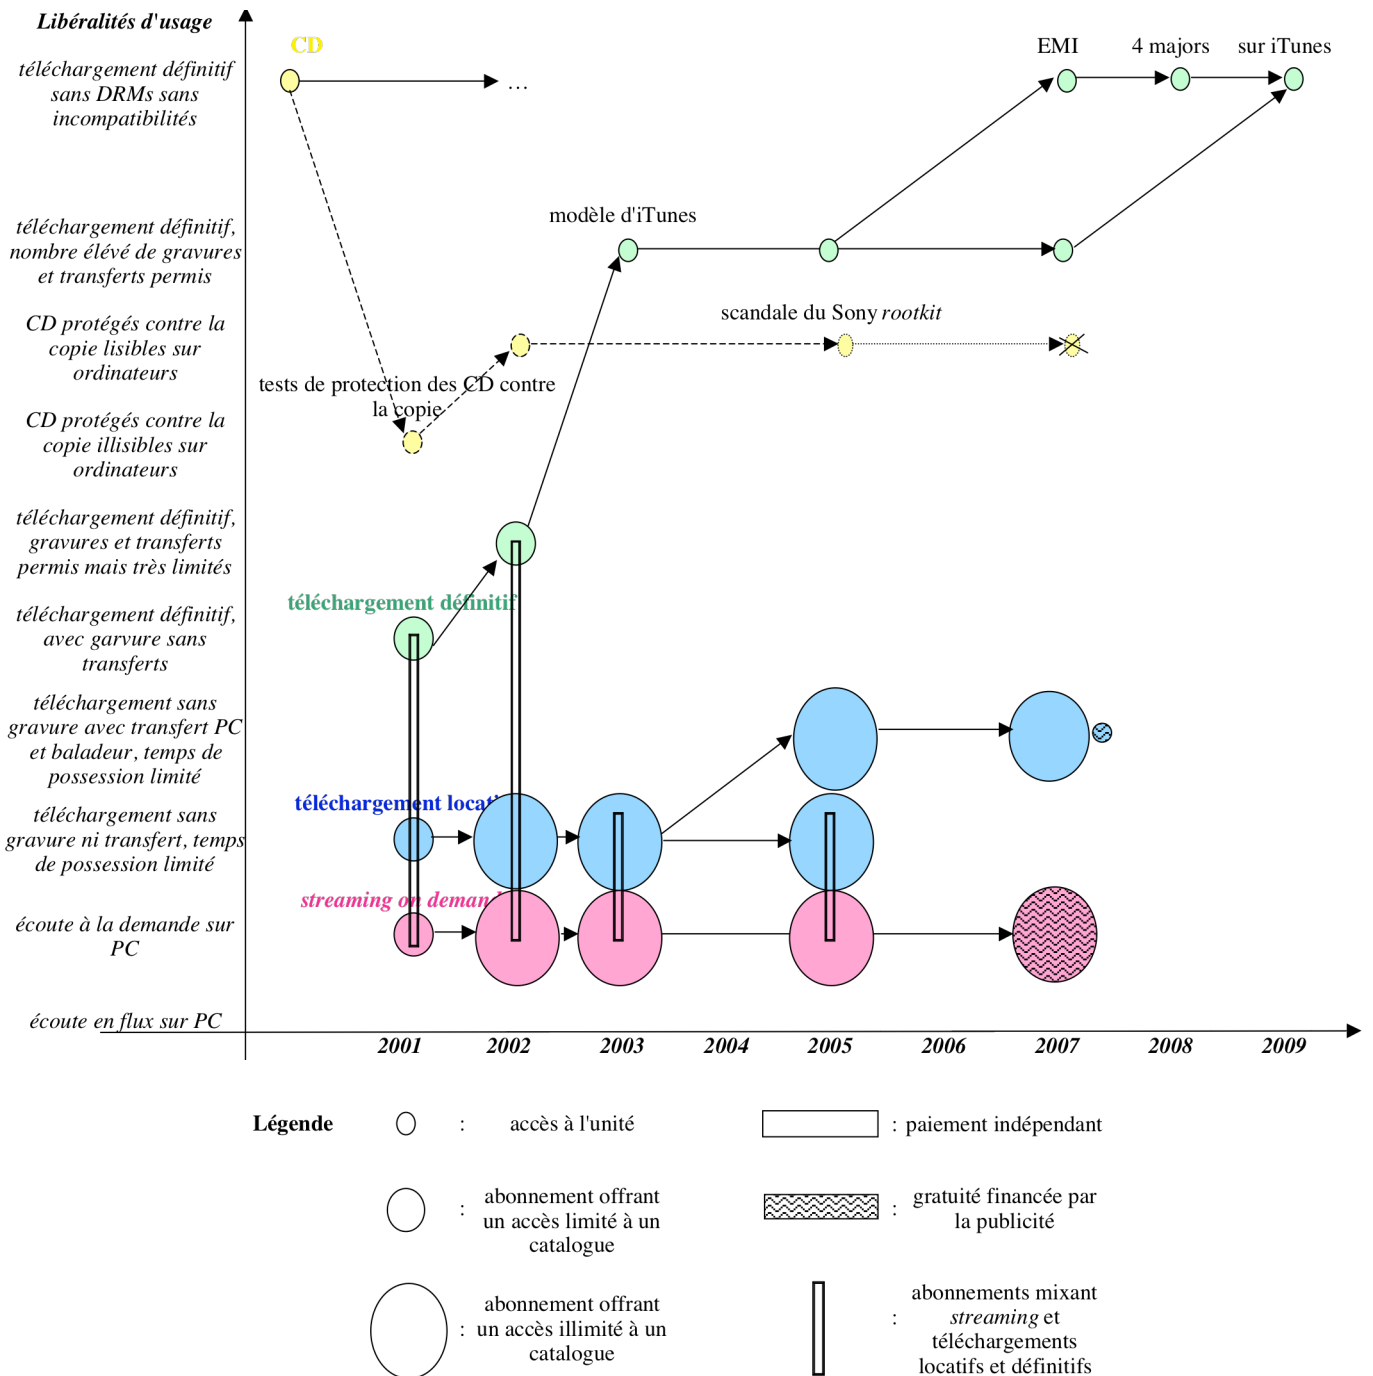 Libéralités d'usage
CD
EMI
4 majors
sur iTunes
téléchargement définitif
sans DRMs sans
incompatibilités
...
modèle d'iTunes
téléchargement définitif,
nombre élévé de gravures
et transferts permis
scandale du Sony rootkit
CD protégés contre la
copie lisibles sur
ordinateurs
tests de protection des CD contre
la copie
CD protégés contre la
copie illisibles sur
ordinateurs
téléchargement définitif,
gravures et transferts
permis mais très limités
téléchargement définitif
téléchargement définitif,
avec garvure sans
transferts
téléchargement sans
gravure avec transfert PC
et baladeur, temps de
possession limité
téléchargement locati
téléchargement sans
gravure ni transfert, temps
de possession limité
streaming on deman
écoute à la demande sur
PC
écoute en flux sur PC
2001
2002
2003
2004
2005
2006
2007
2008
2009
Légende
: accès à l'unité
: paiement indépendant
: abonnement offrant
un accès limité à un
catalogue
: gratuité financée par
la publicité
: abonnement offrant
un accès illimité à un
catalogue
: abonnements mixant
streaming et
téléchargements
locatifs et définitifs